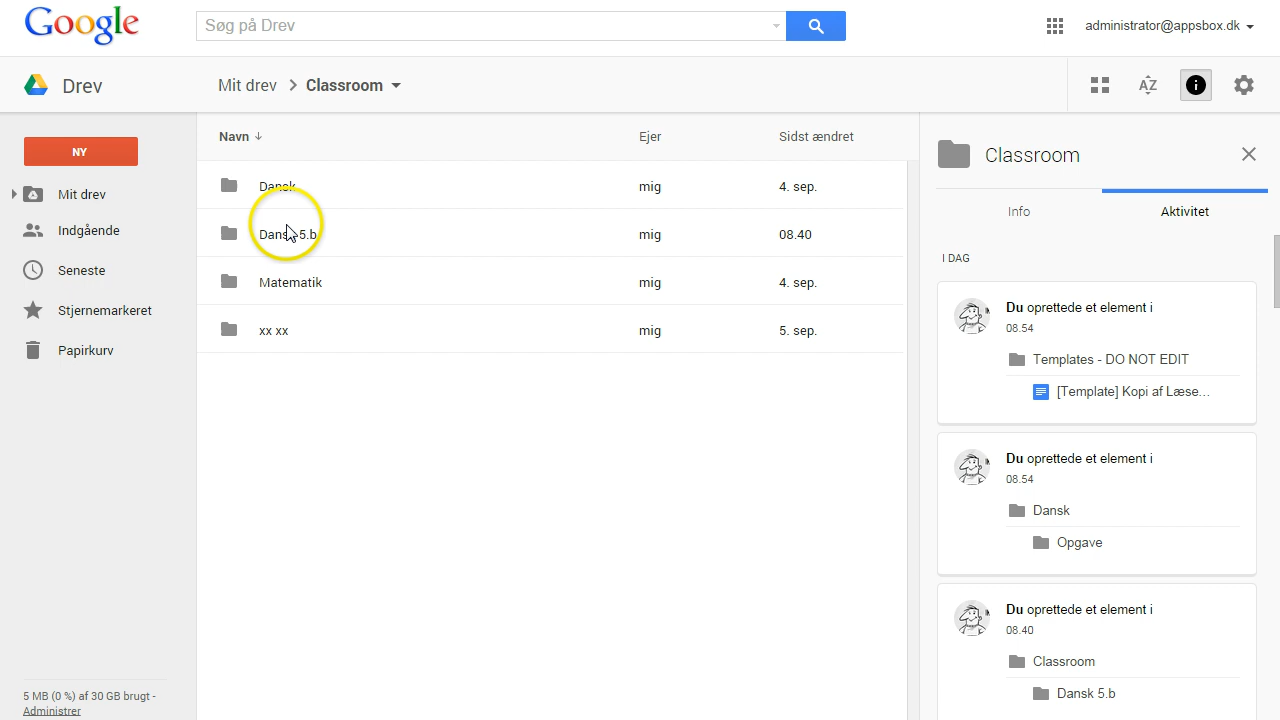 Google
Søg på Drev
administrator@appsbox.dk
Drev
Mit drev > Classroom
AZ
NY
Mit drev
Indgående
Seneste
Stjernemarkeret
Papirkurv
5 MB (0 %) af 30 GB brugt -
Administrer
Navn Ejer Sidst ændret
Dansk mig 4. sep.
Dansk 5.b mig 08.40
Matematik mig 4. sep.
xx xx mig 5. sep.
Classroom
Info Aktivitet
I DAG
Du oprettede et element i
08.54
Templates - DO NOT EDIT
[Template] Kopi af Læse...
Du oprettede et element i
08.54
Dansk
Opgave
Du oprettede et element i
08.40
Classroom
Dansk 5.b